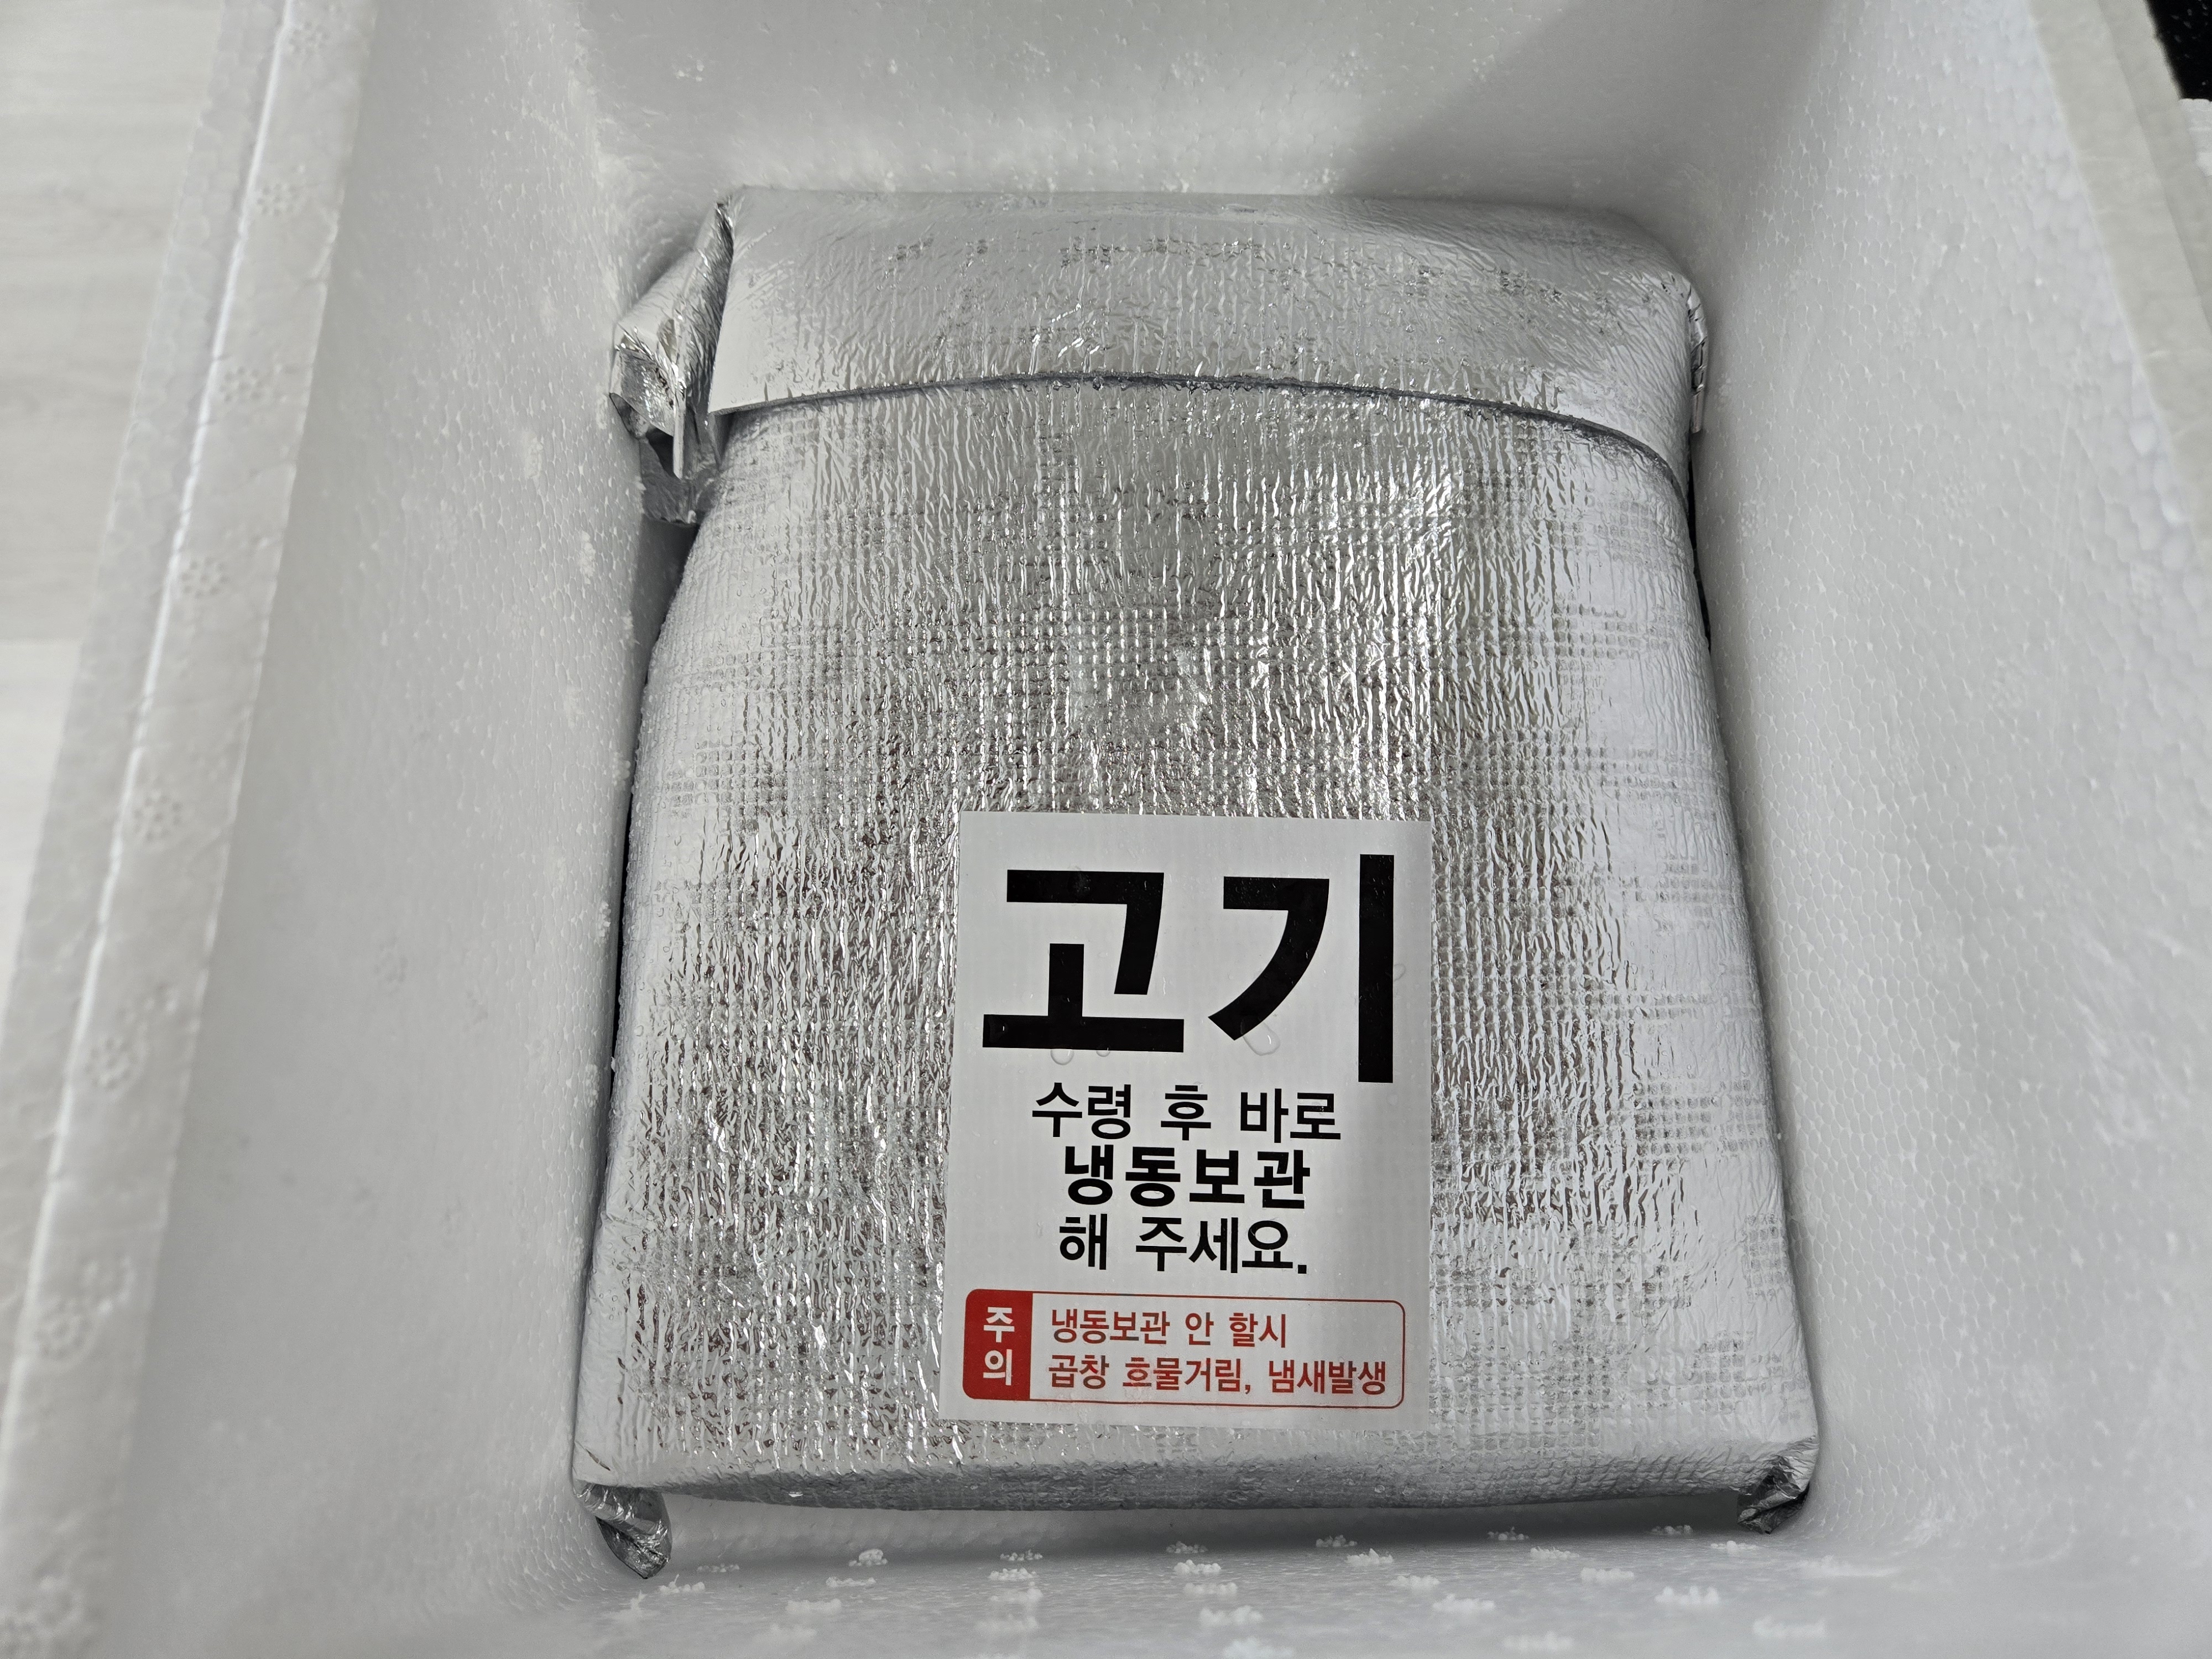 고기
수령 후 바로
냉동보관
해 주세요.
주의
냉동보관 안 할시
곱창 흐물거림, 냄새발생